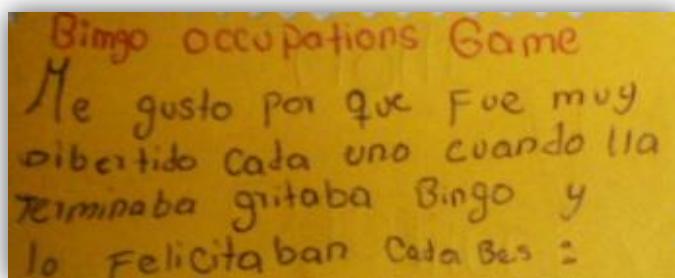 Bimgo occupations Game
Me gusto por que Fue muy
Dibertido Cada uno cuando lla
Terminaba gritaba Bingo y
lo Felicitaban Cada Bes :